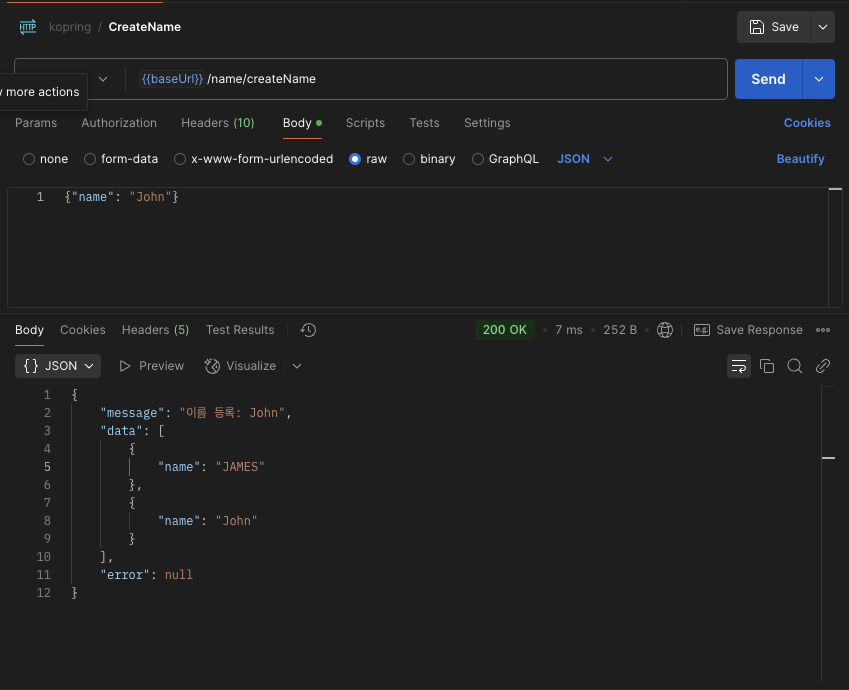 HTTP kopring / CreateName Save
{{baseUrl}} /name/createName Send
more actions
Params Authorization Headers (10) Body Scripts Tests Settings Cookies
none form-data x-www-form-urlencoded raw binary GraphQL JSON Beautify
1 {"name": "John"}
Body Cookies Headers (5) Test Results 200 OK 7 ms 252 B e.g. Save Response
{} JSON Preview Visualize
1 {
2 "message": "이름 등록: John",
3 "data": [
4 {
5 "name": "JAMES"
6 },
7 {
8 "name": "John"
9 }
10 ],
11 "error": null
12 }